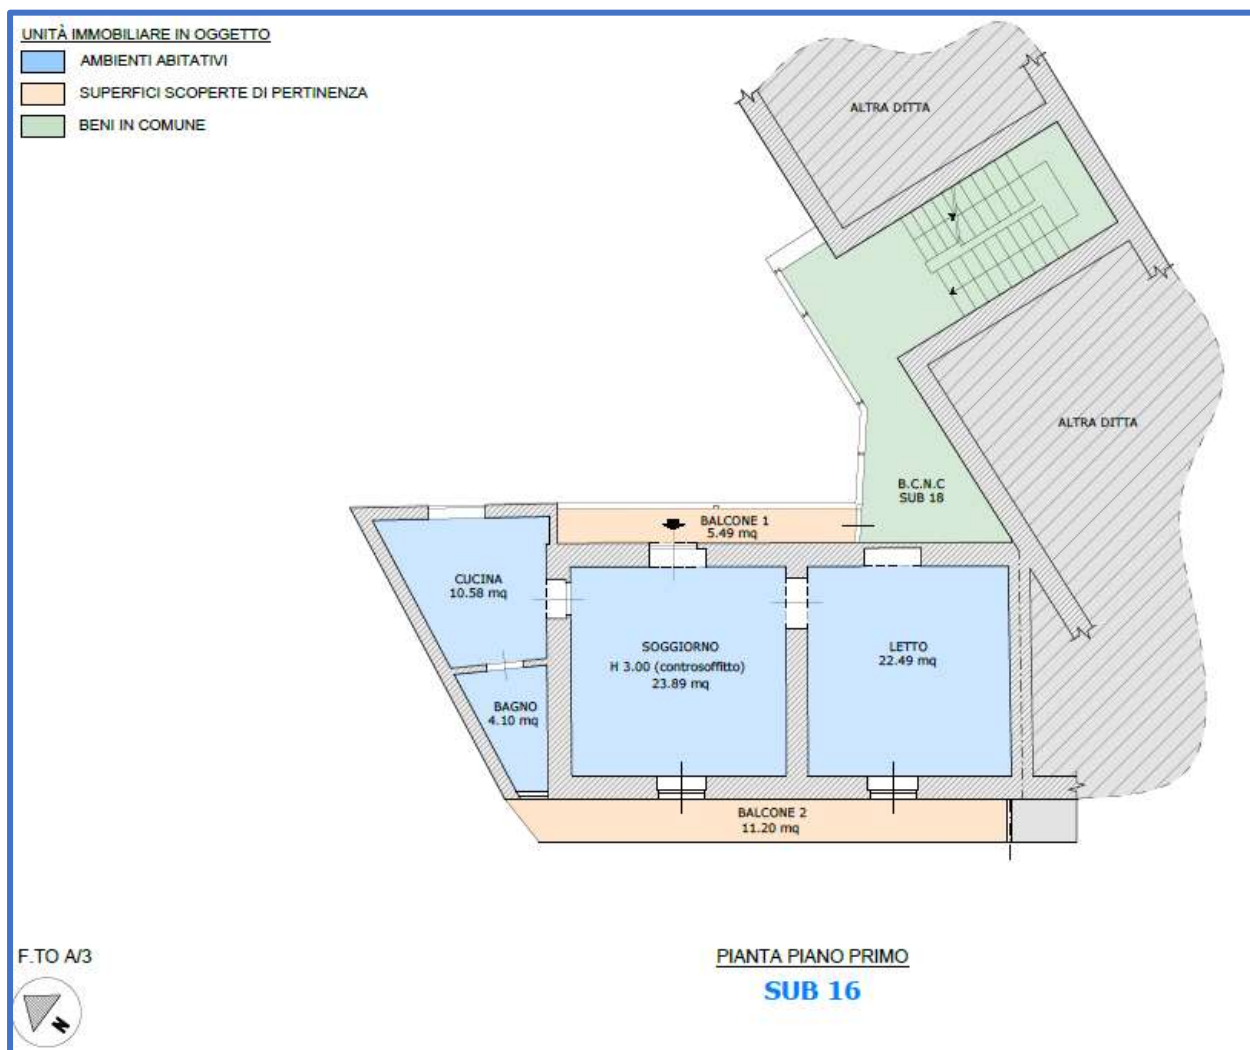 UNITÀ IMMOBILIARE IN OGGETTO
AMBIENTI ABITATIVI
SUPERFICI SCOPERTE DI PERTINENZA
BENI IN COMUNE
ALTRA DITTA
ALTRA DITTA
B.C.N.C
SUB 18
BALCONE 1
5.49 mq
CUCINA
10.58 mq
SOGGIORNO
H 3.00 (controsoffitto)
23.89 mq
LETTO
22.49 mq
BAGNO
4.10 mq
BALCONE 2
11.20 mq
F.TO A/3
N
PIANTA PIANO PRIMO
SUB 16